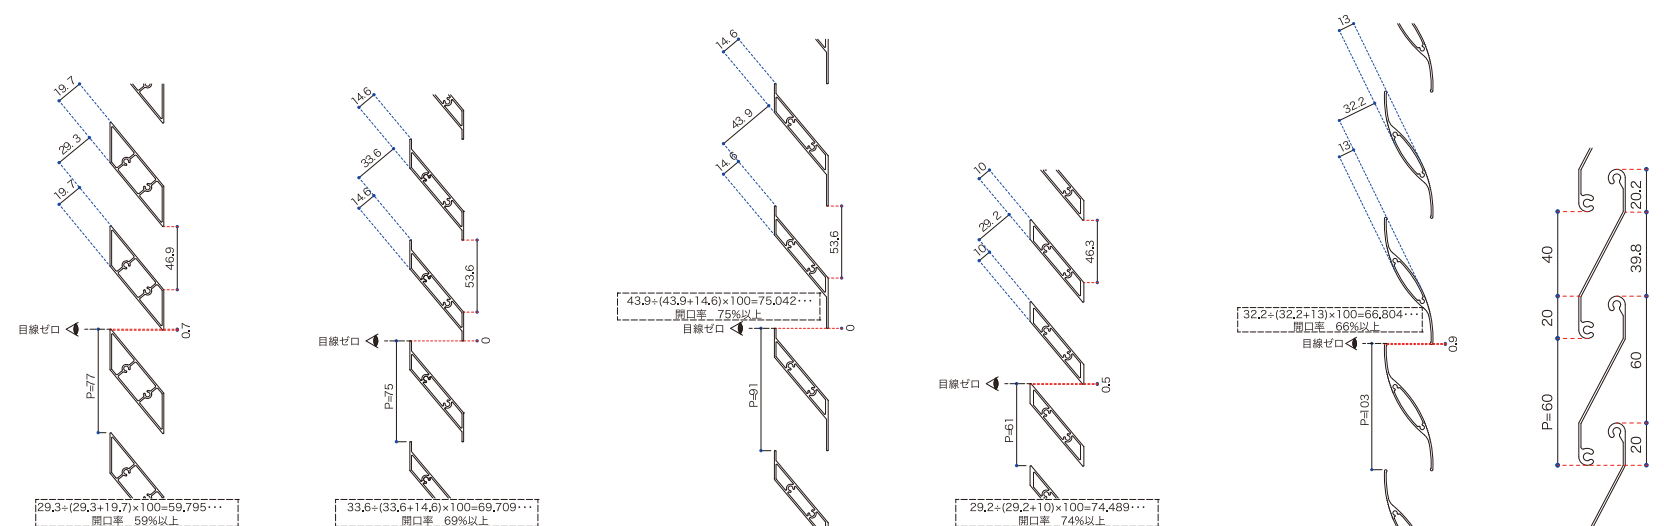 19.7
29.3
19.7
46.9
目線ゼロ
0.7
P=77
29.3÷(29.3+19.7)×100=59.795···
開口率 59%以上
14.6
33.6
14.6
53.6
目線ゼロ
0
P=75
33.6÷(33.6+14.6)×100=69.709···
開口率 69%以上
14.6
43.9
14.6
53.6
43.9÷(43.9+14.6)×100=75.042···
開口率 75%以上
目線ゼロ
0
P=91
10
29.2
10
46.3
目線ゼロ
0.5
P=61
29.2÷(29.2+10)×100=74.489···
開口率 74%以上
13
32.2
13
32.2÷(32.2+13)×100=66.804···
開口率 66%以上
目線ゼロ
0.9
P=103
20.2
40
39.8
20
60
P=60
20